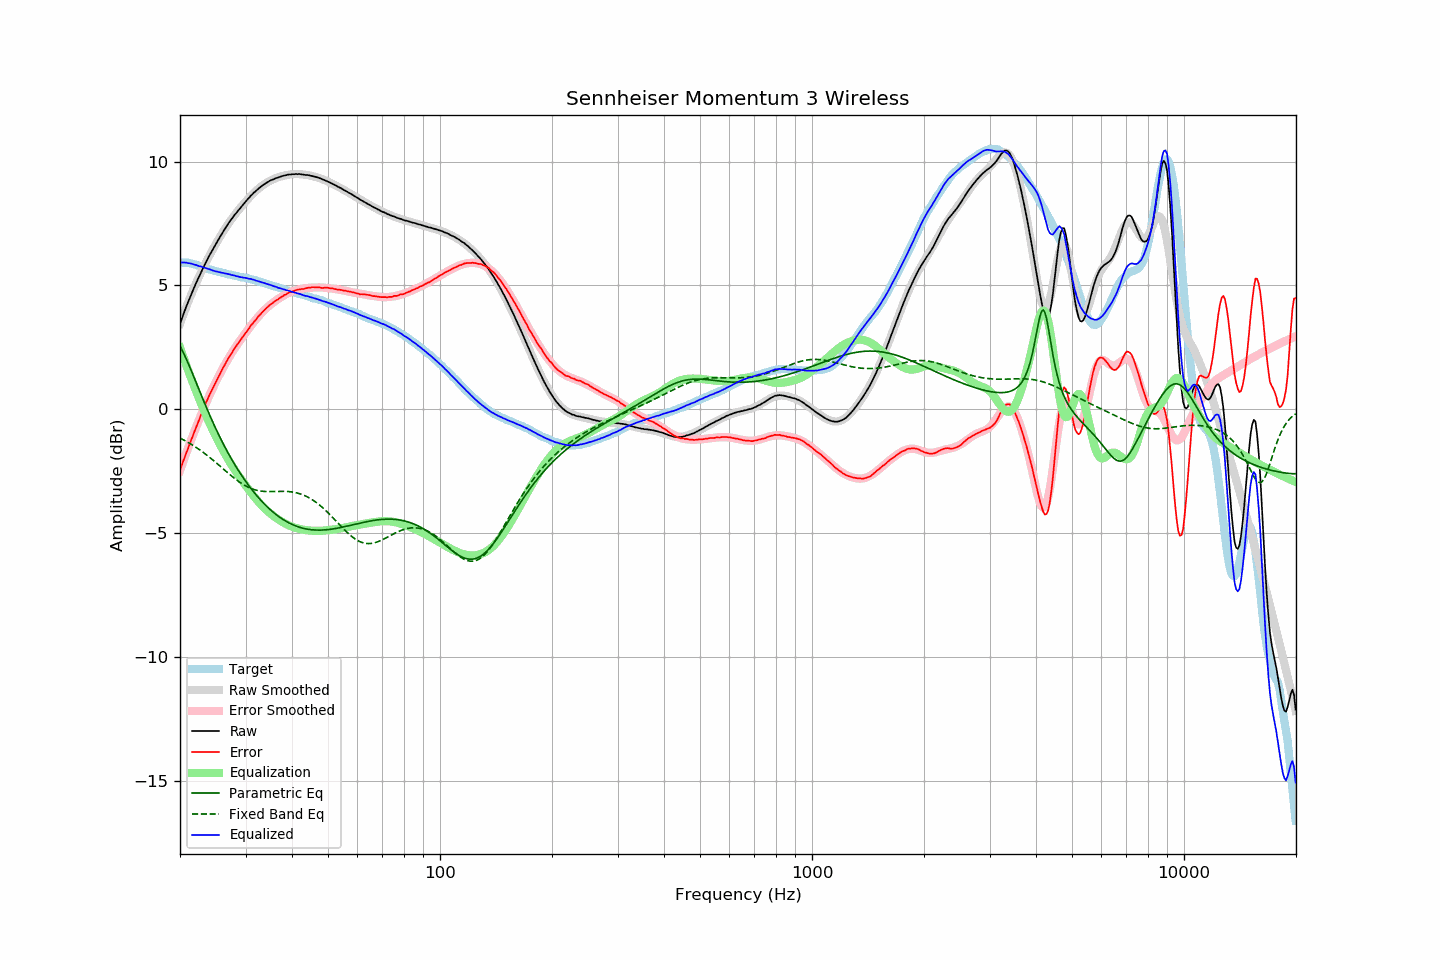 Sennheiser Momentum 3 Wireless
Amplitude (dBr)
10
5
0
−5
−10
−15
Target
Raw Smoothed
Error Smoothed
Raw
Error
Equalization
Parametric Eq
Fixed Band Eq
Equalized
100
1000
10000
Frequency (Hz)